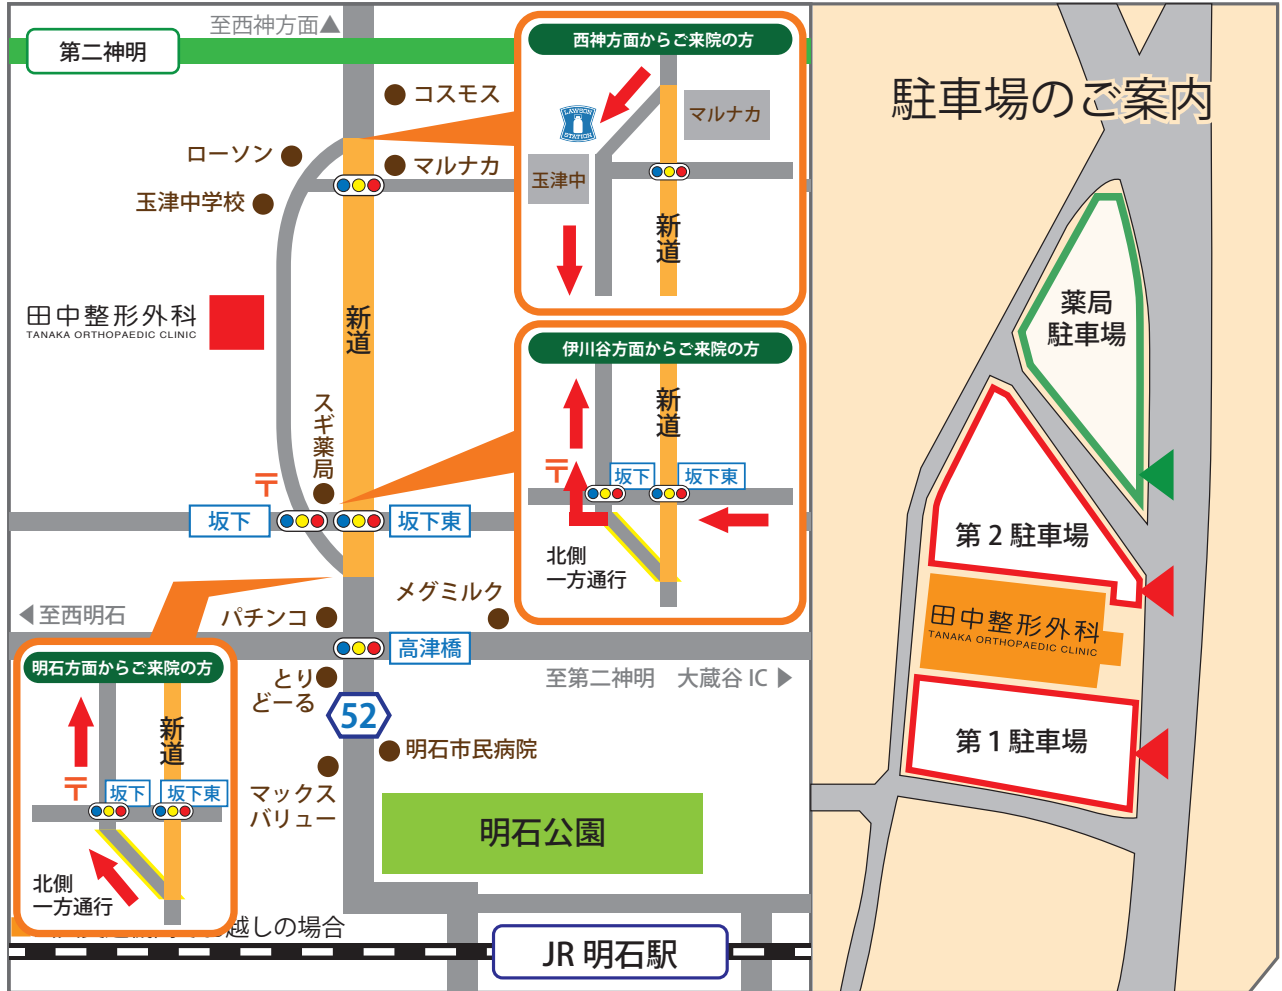 至西神方面▲
第二神明
コスモス
ローソン
マルナカ
玉津中学校
田中整形外科
TANAKA ORTHOPAEDIC CLINIC
新道
スギ薬局
〒
坂下
坂下東
メグミルク
◀至西明石
パチンコ
高津橋
至第二神明 大蔵谷 IC ▶
とり
どーる
52
明石市民病院
マックス
バリュー
明石公園
越しの場合
JR 明石駅
西神方面からご来院の方
LAWSON
STATION
マルナカ
玉津中
新道
伊川谷方面からご来院の方
新道
〒
坂下
坂下東
北側
一方通行
明石方面からご来院の方
新道
〒
坂下
坂下東
北側
一方通行
駐車場のご案内
薬局
駐車場
第 2 駐車場
田中整形外科
TANAKA ORTHOPAEDIC CLINIC
第 1 駐車場